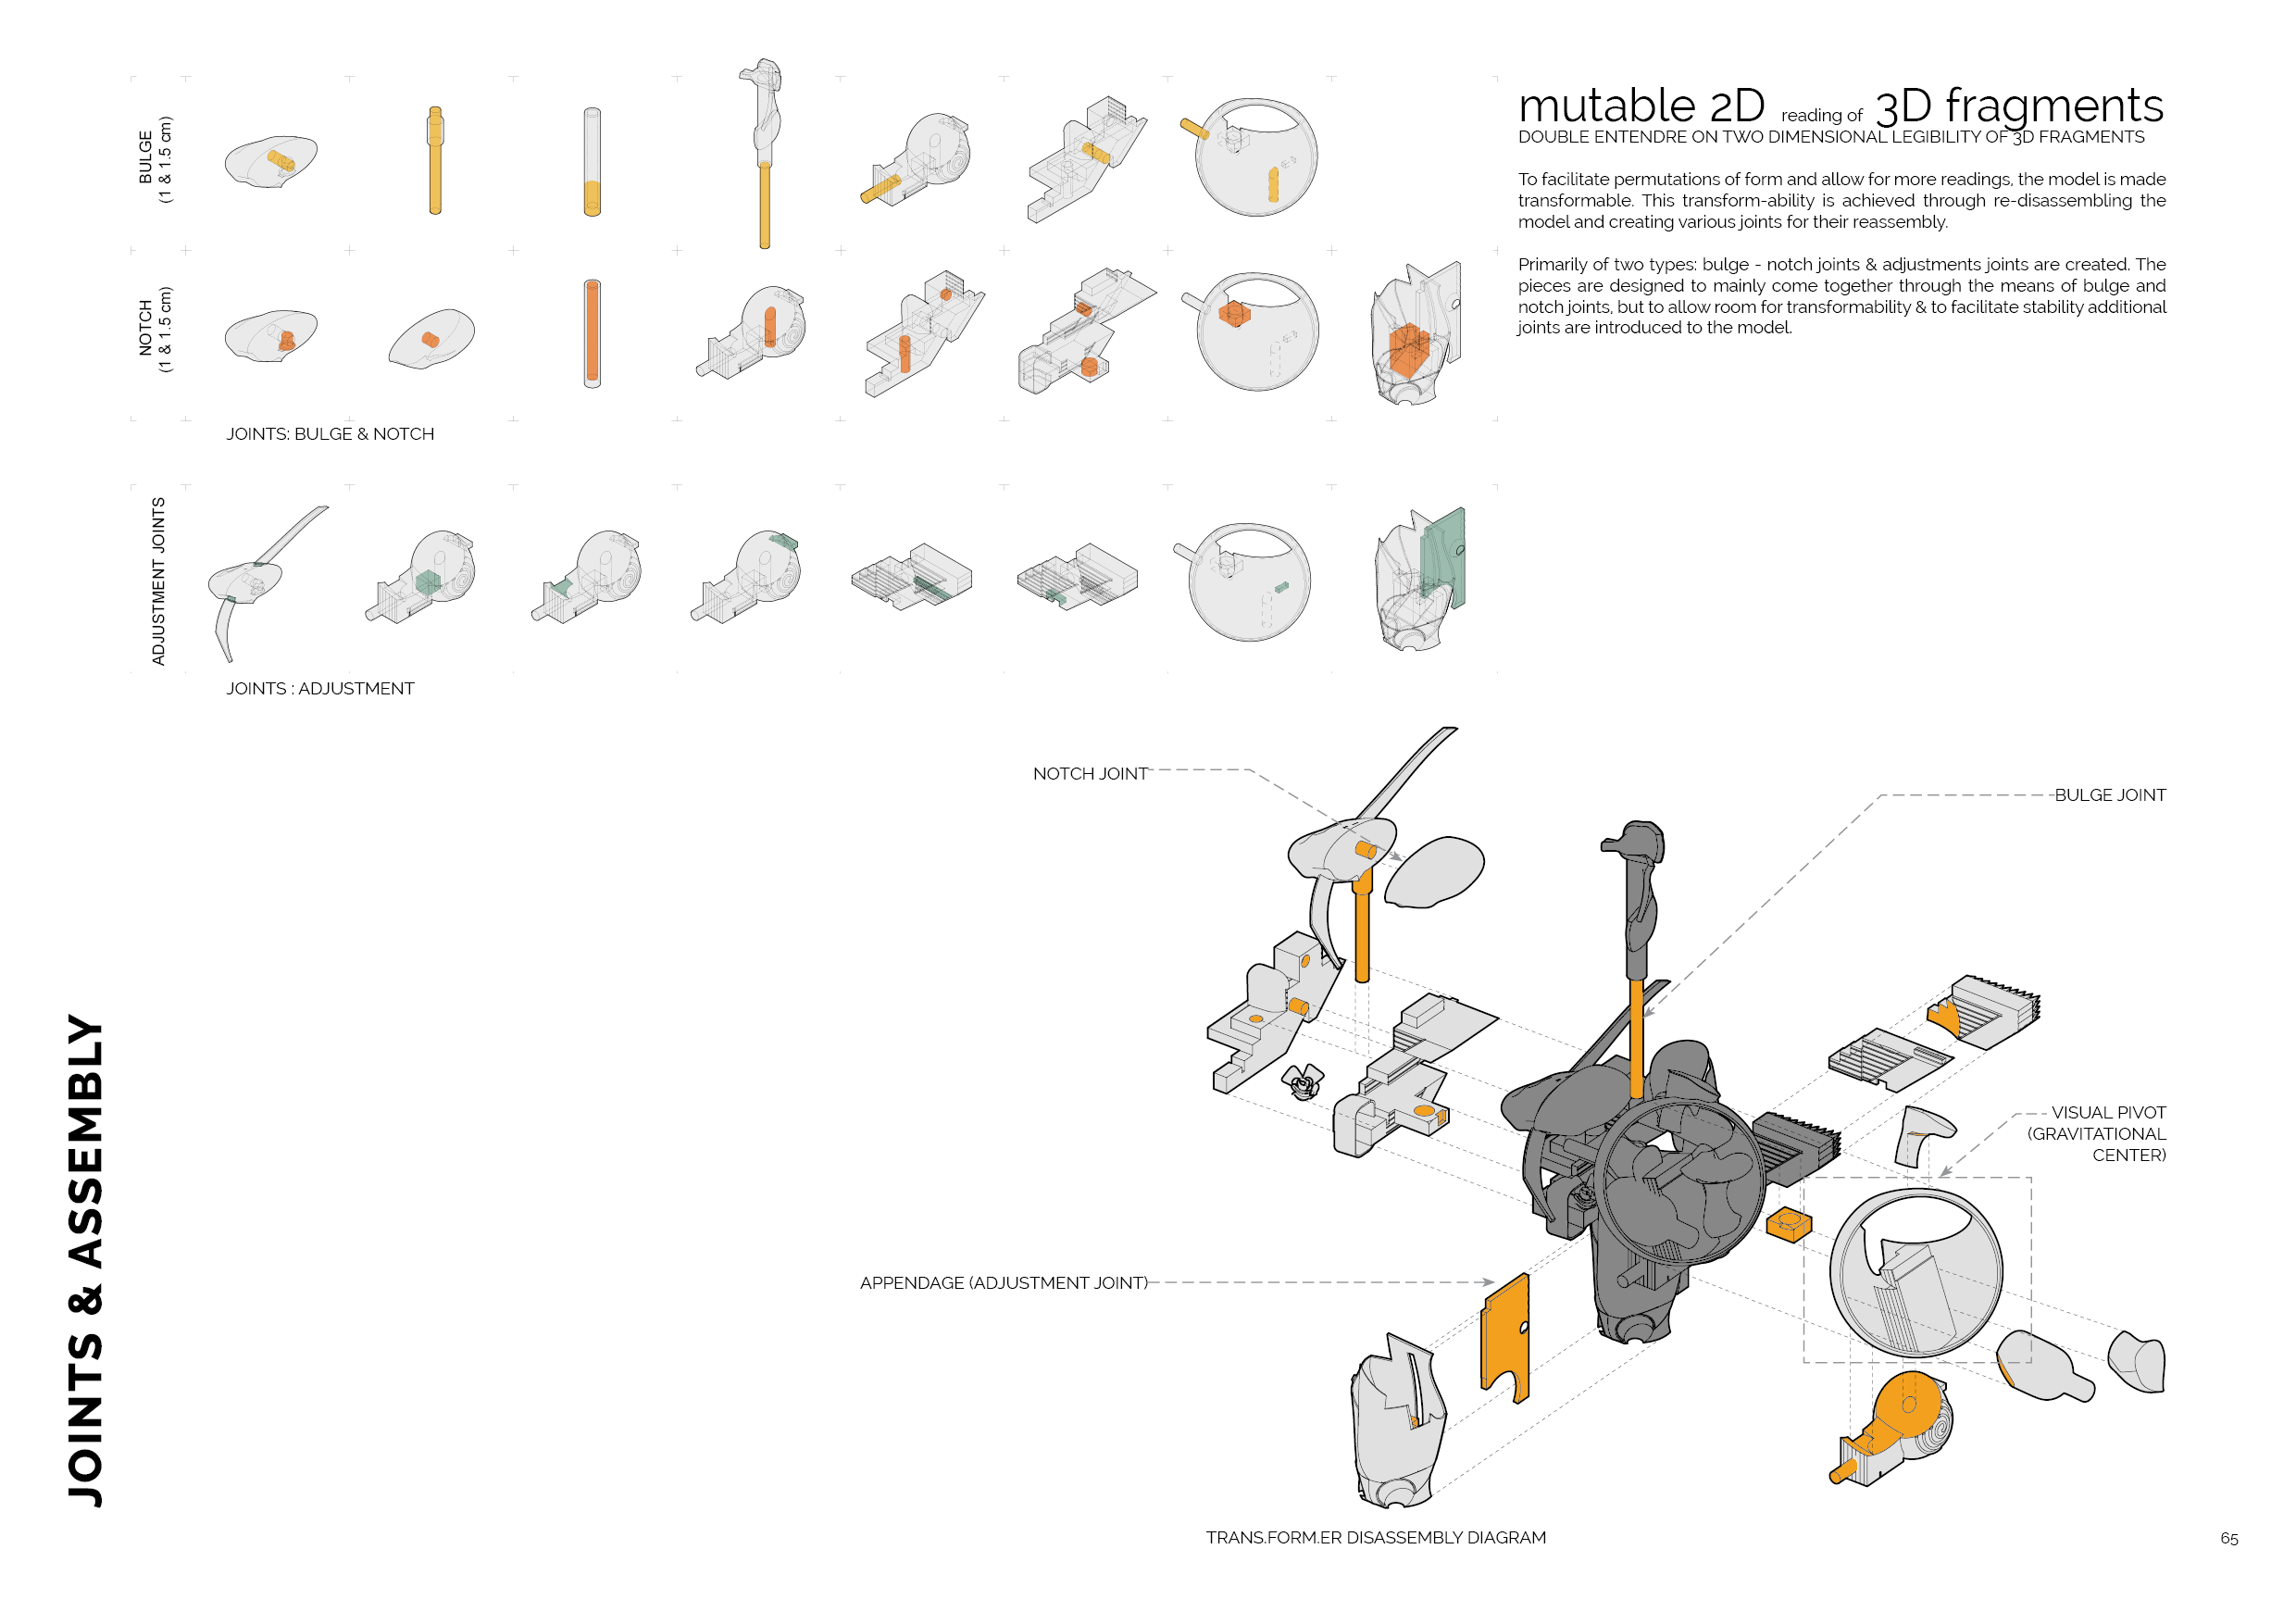 mutable 2D reading of 3D fragments
DOUBLE ENTENDRE ON TWO DIMENSIONAL LEGIBILITY OF 3D FRAGMENTS
To facilitate permutations of form and allow for more readings, the model is made
transformable. This transform-ability is achieved through re-disassembling the
model and creating various joints for their reassembly.
Primarily of two types: bulge - notch joints & adjustments joints are created. The
pieces are designed to mainly come together through the means of bulge and
notch joints, but to allow room for transformability & to facilitate stability additional
joints are introduced to the model.
BULGE
(1 & 1.5 cm)
NOTCH
(1 & 1.5 cm)
JOINTS: BULGE & NOTCH
ADJUSTMENT JOINTS
JOINTS : ADJUSTMENT
NOTCH JOINT
BULGE JOINT
VISUAL PIVOT
(GRAVITATIONAL
CENTER)
APPENDAGE (ADJUSTMENT JOINT)
JOINTS & ASSEMBLY
TRANS.FORM.ER DISASSEMBLY DIAGRAM
65